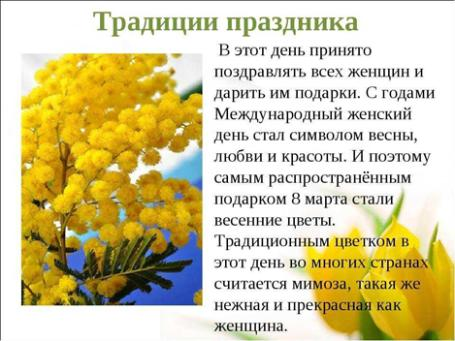 Традиции праздника
В этот день принято
поздравлять всех женщин и
дарить им подарки. С годами
Международный женский
день стал символом весны,
любви и красоты. И поэтому
самым распространённым
подарком 8 марта стали
весенние цветы.
Традиционным цветком в
этот день во многих странах
считается мимоза, такая же
нежная и прекрасная как
женщина.